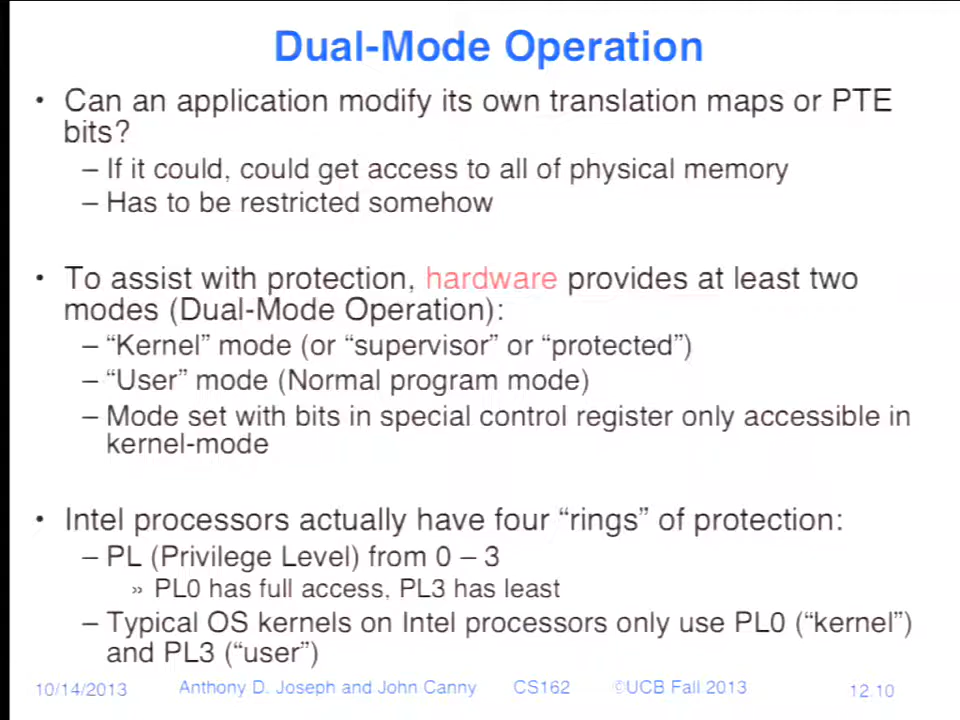 Dual-Mode Operation
• Can an application modify its own translation maps or PTE
bits?
– If it could, could get access to all of physical memory
– Has to be restricted somehow
• To assist with protection, hardware provides at least two
modes (Dual-Mode Operation):
– “Kernel” mode (or “supervisor” or “protected”)
– “User” mode (Normal program mode)
– Mode set with bits in special control register only accessible in
kernel-mode
• Intel processors actually have four “rings” of protection:
– PL (Privilege Level) from 0 – 3
» PL0 has full access, PL3 has least
– Typical OS kernels on Intel processors only use PL0 (“kernel”)
and PL3 (“user”)
10/14/2013 Anthony D. Joseph and John Canny CS162 ©UCB Fall 2013 12.10